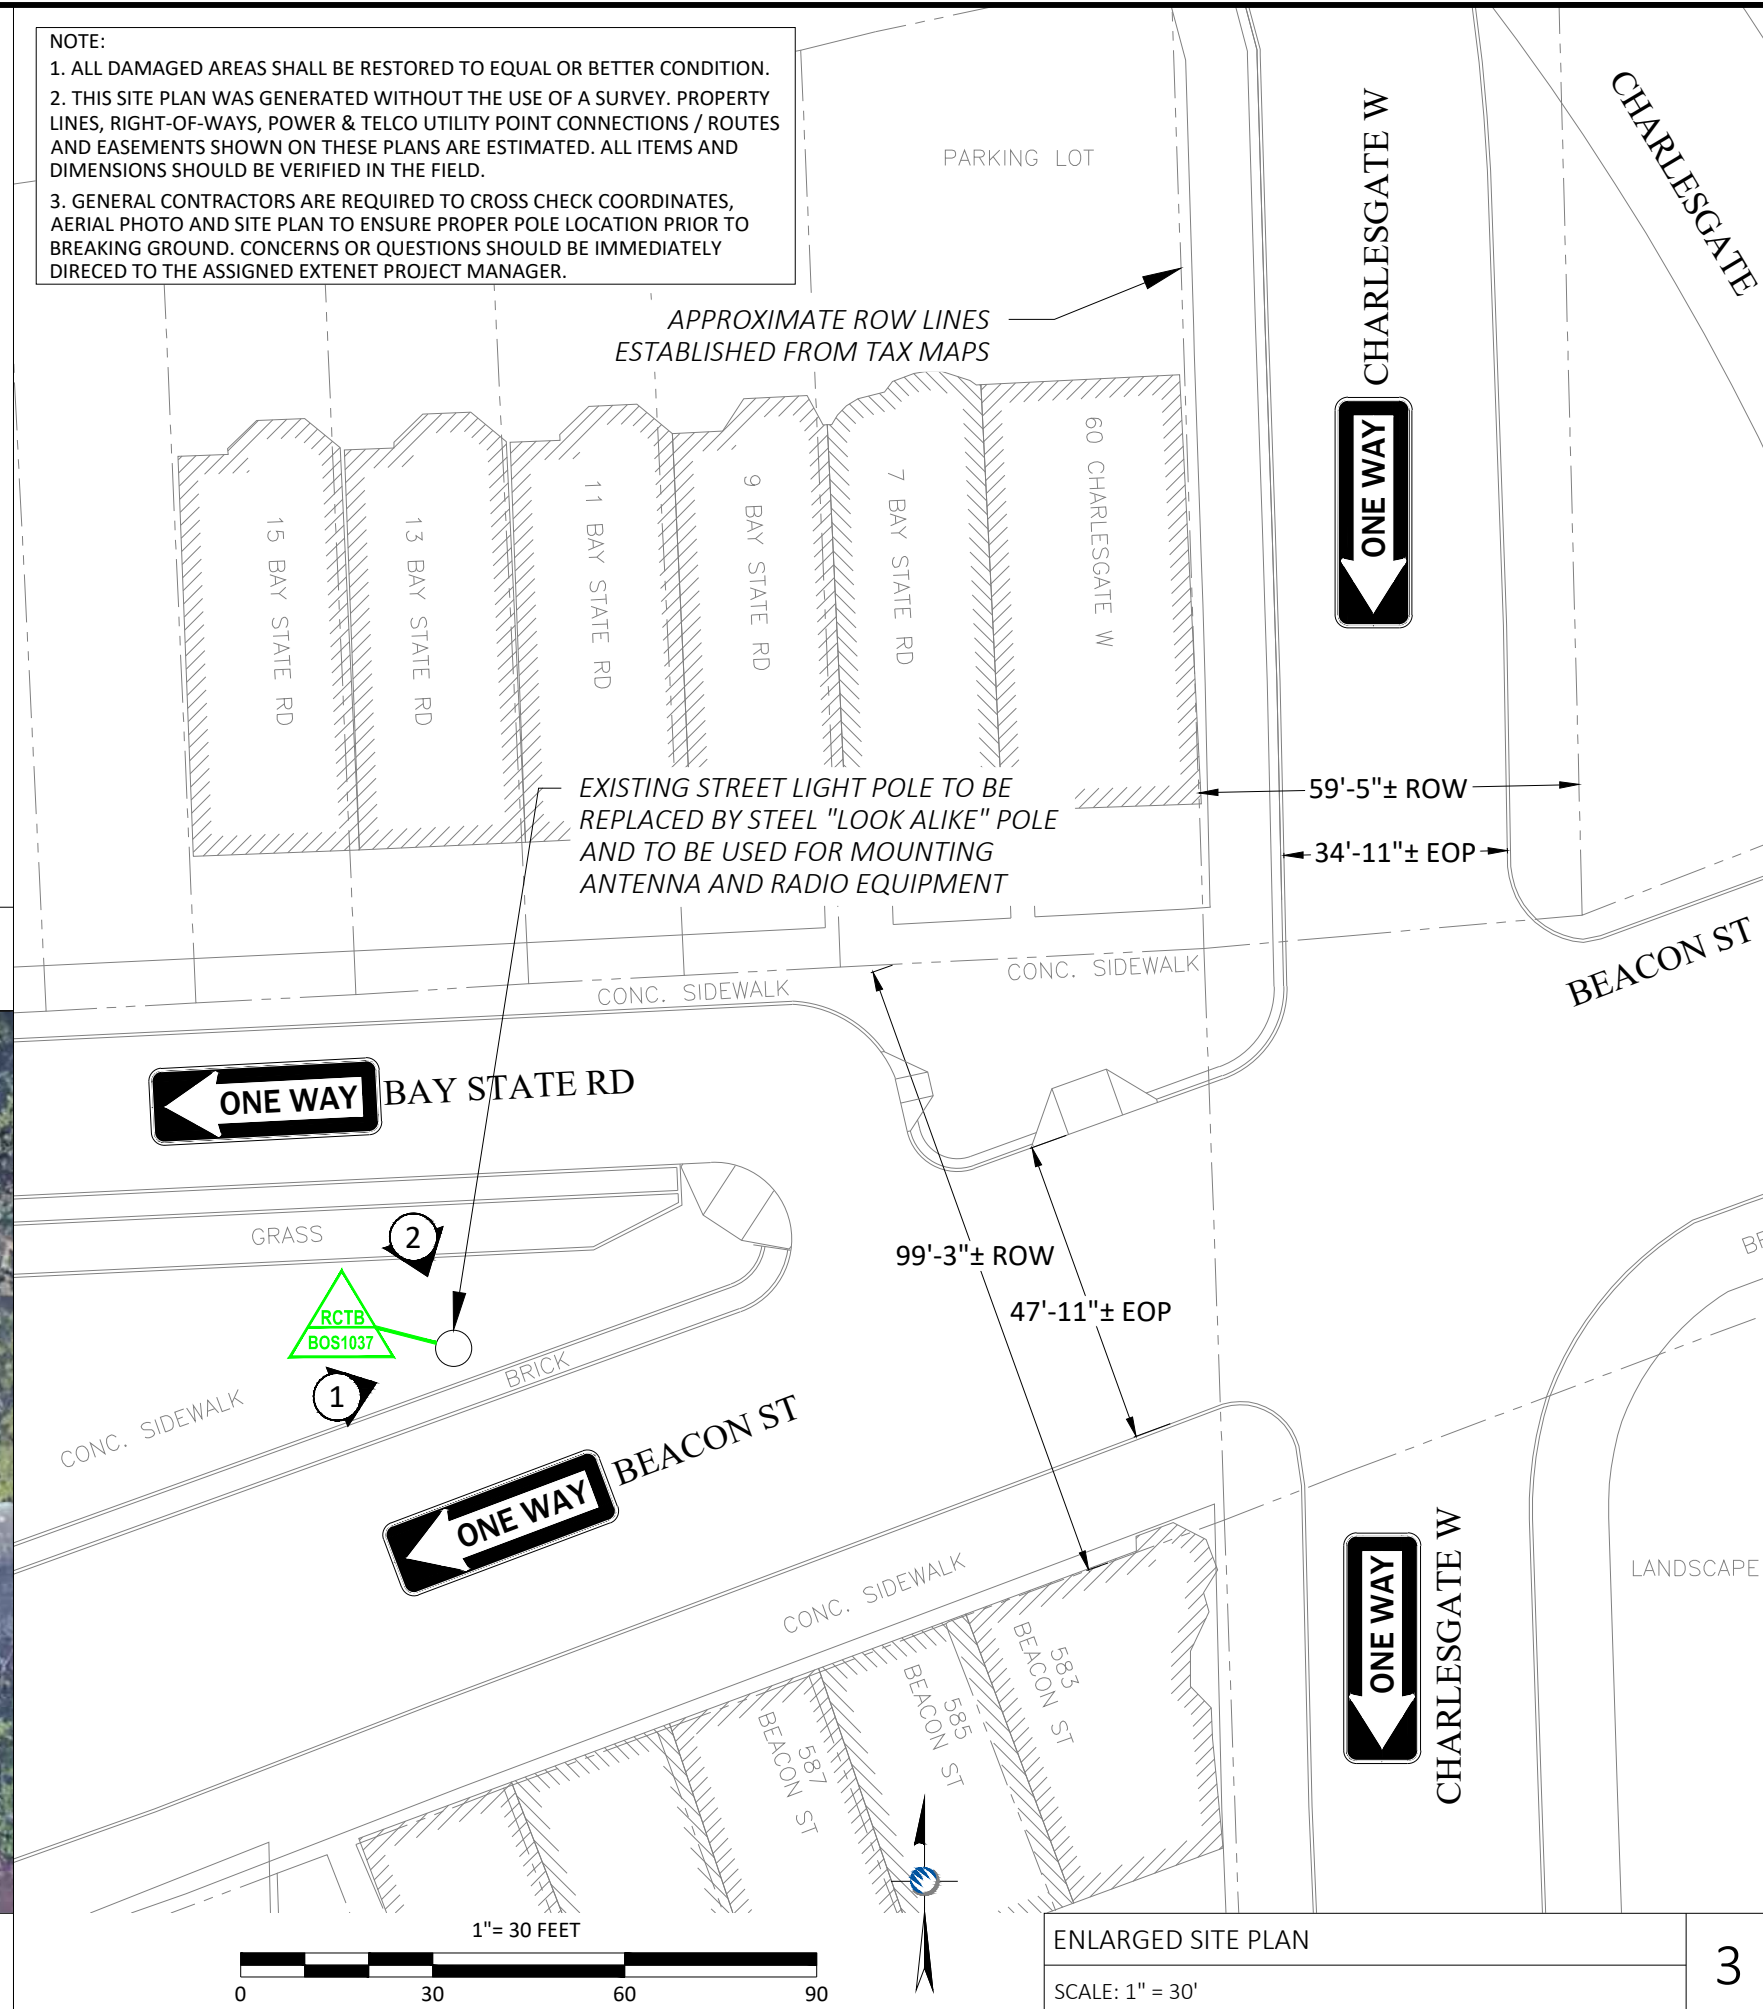 NOTE:
1. ALL DAMAGED AREAS SHALL BE RESTORED TO EQUAL OR BETTER CONDITION.
2. THIS SITE PLAN WAS GENERATED WITHOUT THE USE OF A SURVEY. PROPERTY
LINES, RIGHT-OF-WAYS, POWER & TELCO UTILITY POINT CONNECTIONS / ROUTES
AND EASEMENTS SHOWN ON THESE PLANS ARE ESTIMATED. ALL ITEMS AND
DIMENSIONS SHOULD BE VERIFIED IN THE FIELD.
3. GENERAL CONTRACTORS ARE REQUIRED TO CROSS CHECK COORDINATES,
AERIAL PHOTO AND SITE PLAN TO ENSURE PROPER POLE LOCATION PRIOR TO
BREAKING GROUND. CONCERNS OR QUESTIONS SHOULD BE IMMEDIATELY
DIRECED TO THE ASSIGNED EXTENET PROJECT MANAGER.
PARKING LOT
CHARLESGATE W
CHARLESGATE
APPROXIMATE ROW LINES
ESTABLISHED FROM TAX MAPS
ONE WAY
15 BAY STATE RD
13 BAY STATE RD
11 BAY STATE RD
9 BAY STATE RD
7 BAY STATE RD
60 CHARLESGATE W
EXISTING STREET LIGHT POLE TO BE
REPLACED BY STEEL "LOOK ALIKE" POLE
AND TO BE USED FOR MOUNTING
ANTENNA AND RADIO EQUIPMENT
59'-5"± ROW
34'-11"± EOP
BEACON ST
CONC. SIDEWALK
CONC. SIDEWALK
ONE WAY
BAY STATE RD
GRASS
2
99'-3"± ROW
47'-11"± EOP
RCTB
BOS1037
1
BRICK
CONC. SIDEWALK
BEACON ST
ONE WAY
CONC. SIDEWALK
583
BEACON ST
585
BEACON ST
587
BEACON ST
ONE WAY
CHARLESGATE W
LANDSCAPE
1"= 30 FEET
0 30 60 90
ENLARGED SITE PLAN
SCALE: 1" = 30'
3